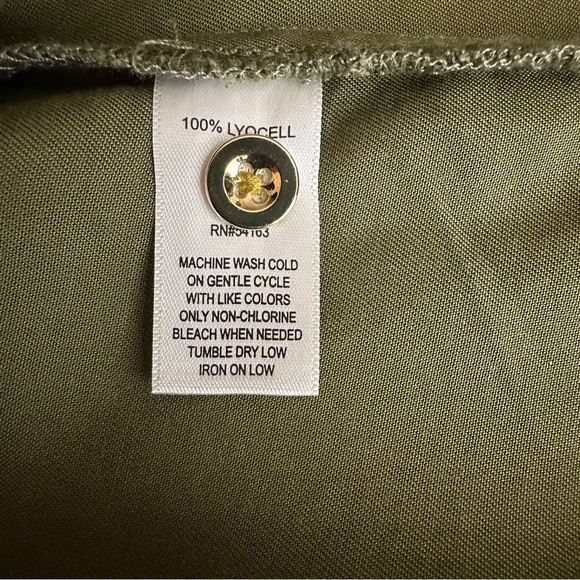 100% LYOCELL
RN#54163
MACHINE WASH COLD
ON GENTLE CYCLE
WITH LIKE COLORS
ONLY NON-CHLORINE
BLEACH WHEN NEEDED
TUMBLE DRY LOW
IRON ON LOW